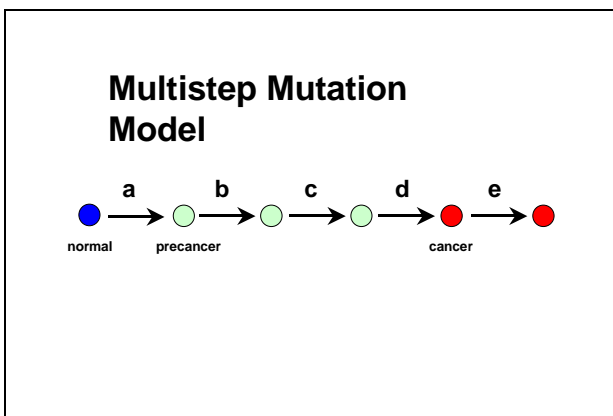 Multistep Mutation
Model
a b c d e
normal precancer cancer